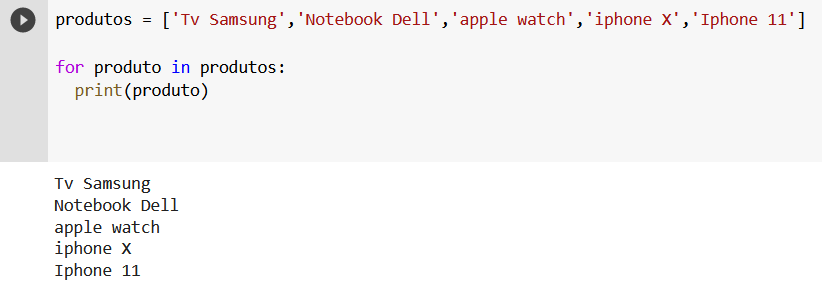 produtos = ['Tv Samsung','Notebook Dell','apple watch','iphone X','Iphone 11']
for produto in produtos:
  print(produto)
Tv Samsung
Notebook Dell
apple watch
iphone X
Iphone 11